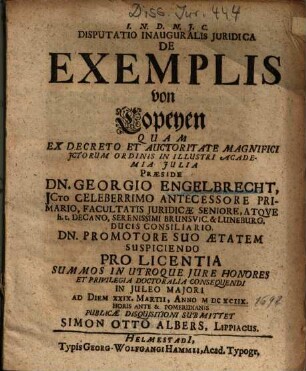 Diss. Jur. 444
I. N. D. N. J. C.
DISPUTATIO INAUGURALIS JURIDICA
DE
EXEMPLIS
von
Copeyen
QUAM
EX DECRETO ET AUCTORITATE MAGNIFICI
JCTORUM ORDINIS IN ILLUSTRI ACADE-
MIA JULIA
PRÆSIDE
DN. GEORGIO ENGELBRECHT,
JCto CELEBERRIMO ANTECESSORE PRI-
MARIO, FACULTATIS JURIDICÆ SENIORE, ATQVE
h. t. DECANO, SERENISSIMI BRUNSVIC. & LUNEBURG.
DUCIS CONSILIARIO.
DN. PROMOTORE SUO ÆTATEM
SUSPICIENDO
PRO LICENTIA
SUMMOS IN UTROQUE JURE HONORES
ET PRIVILEGIA DOCTORALIA CONSEQUENDI
IN JULEO MAJORI
AD DIEM XXIX. MARTII, ANNO M DC XCIIX.
HORIS ANTE & POMERIDIANIS
PUBLICÆ DISQUISITIONI SUBMITTET
SIMON OTTO ALBERS, LIPPIACUS.
HELMESTADI,
Typis GEORG-WOLFGANGI HAMMII, Acad. Typogr.